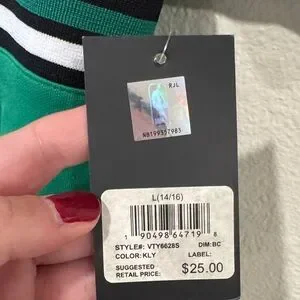 RJL
NB199357983
L(14/16)
1 90498 64719 8
STYLE#: VTY6628S DIM:BC
COLOR:KLY LABEL:
SUGGESTED
RETAIL PRICE: $25.00